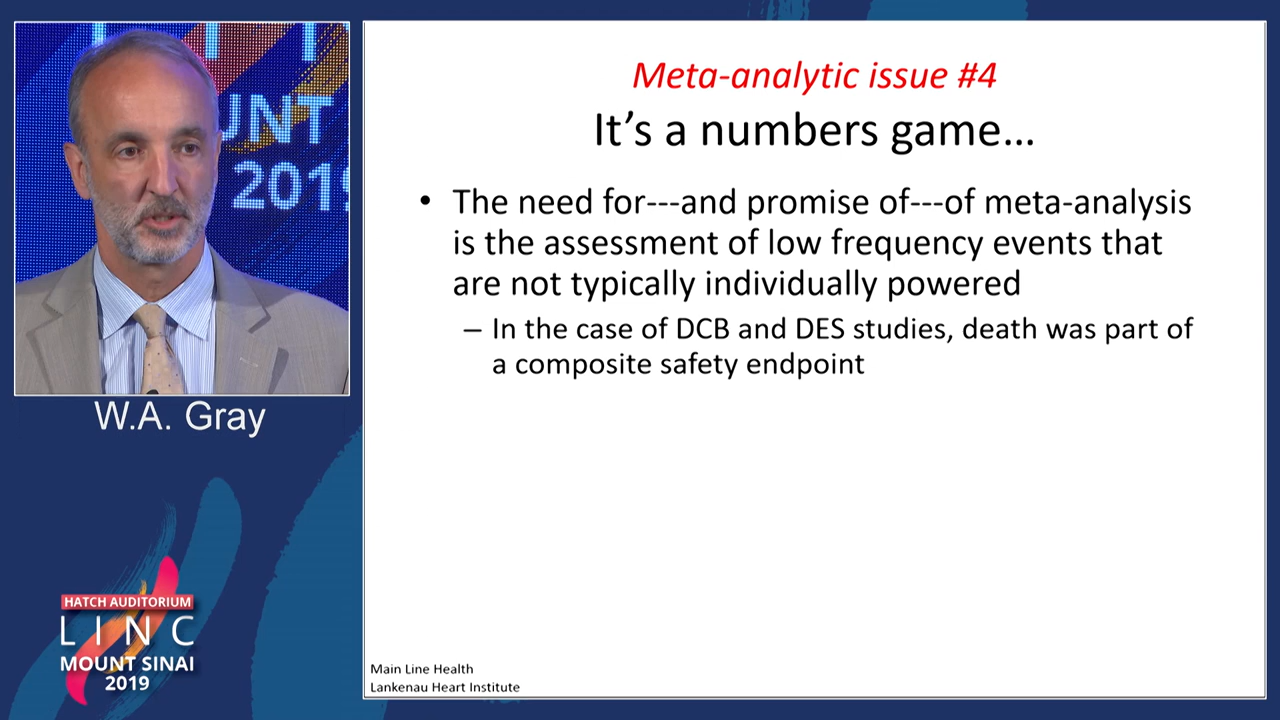 UNT
2019
W.A. Gray
HATCH AUDITORIUM
LINC
MOUNT SINAI
2019
Meta-analytic issue #4
It's a numbers game...
• The need for---and promise of---of meta-analysis
is the assessment of low frequency events that
are not typically individually powered
– In the case of DCB and DES studies, death was part of
a composite safety endpoint
Main Line Health
Lankenau Heart Institute